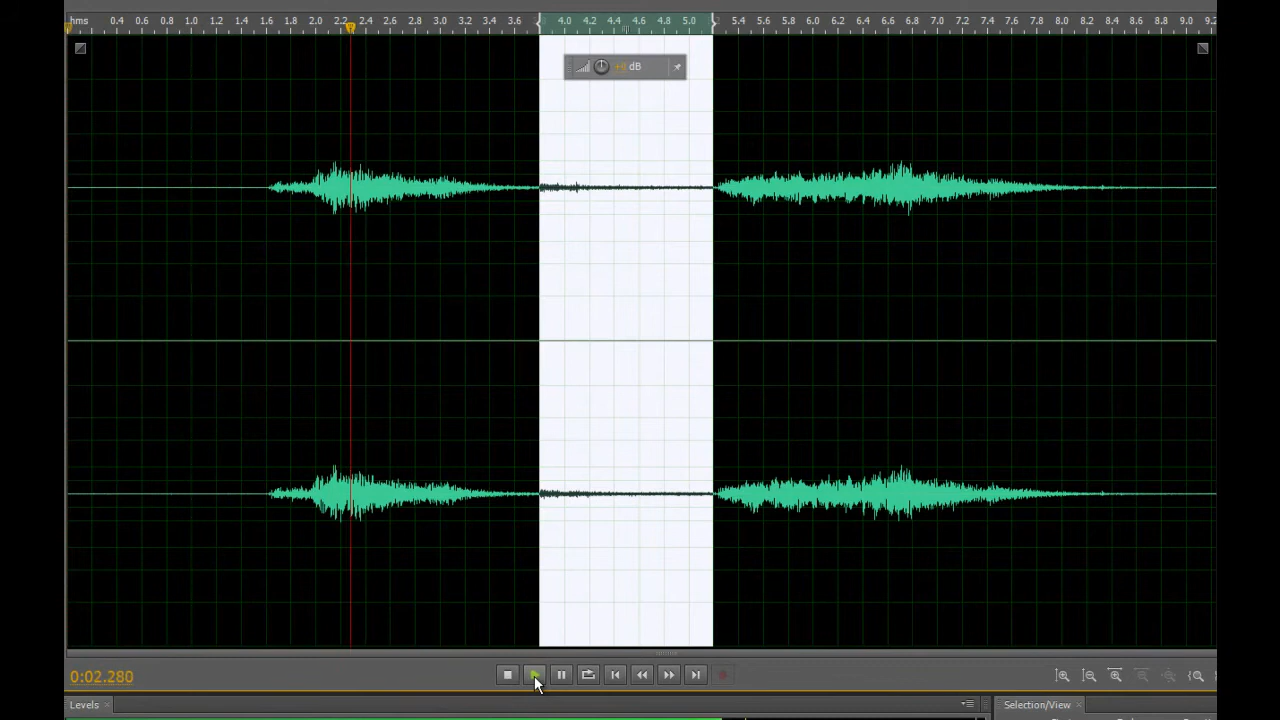 hms 0.4 0.6 0.8 1.0 1.2 1.4 1.6 1.8 2.0 2.2 2.4 2.6 2.8 3.0 3.2 3.4 3.6 4.0 4.2 4.4 4.6 4.8 5.0 5.4 5.6 5.8 6.0 6.2 6.4 6.6 6.8 7.0 7.2 7.4 7.6 7.8 8.0 8.2 8.4 8.6 8.8 9.0 9.2
+0 dB
0:02.280
Levels × Selection/View ×